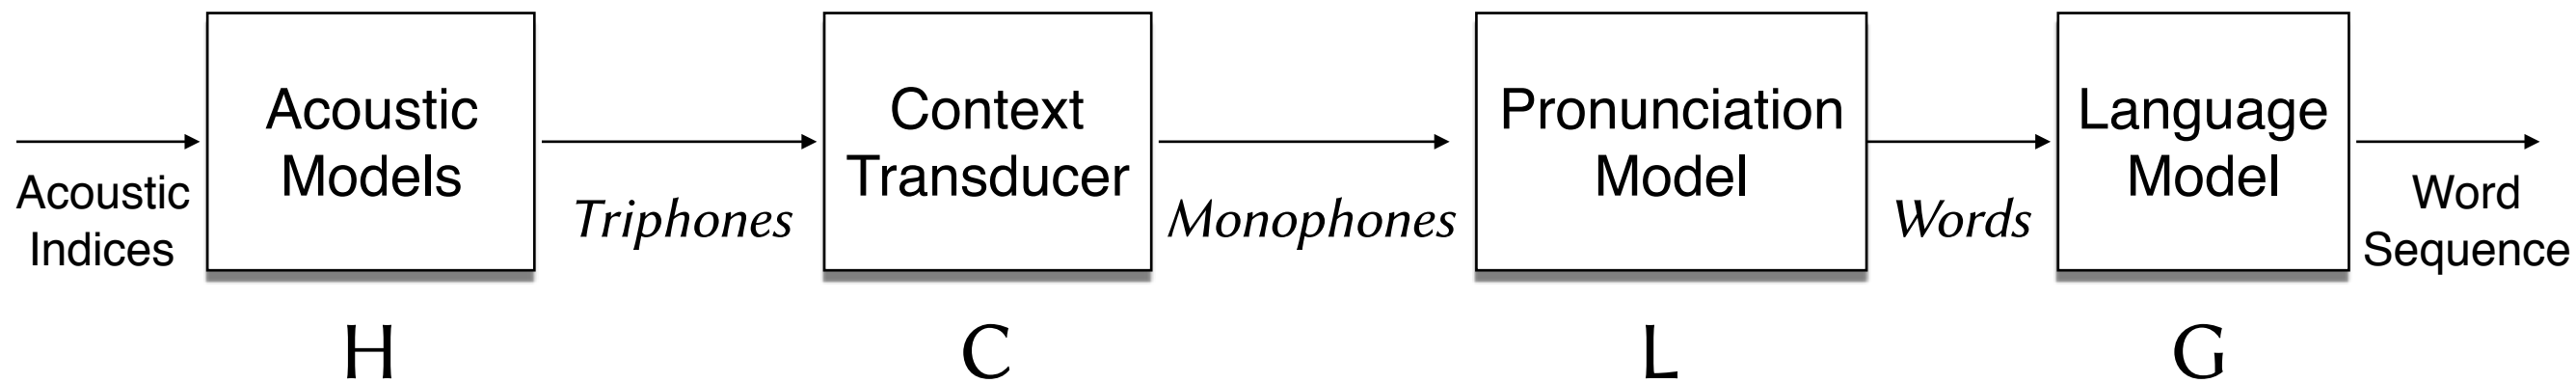 Acoustic
Indices
Acoustic
Models
Triphones
Context
Transducer
Monophones
Pronunciation
Model
Words
Language
Model
Word
Sequence
H
C
L
G